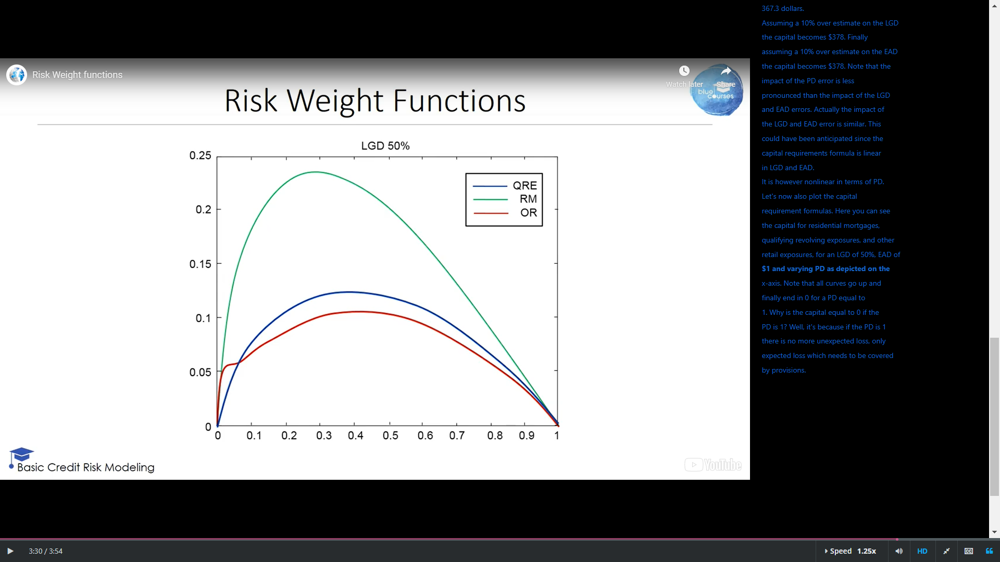 Risk Weight functions
Watch later
Share
blue
courses
Risk Weight Functions
LGD 50%
0.25
0.2
0.15
0.1
0.05
0
QRE
RM
OR
0 0.1 0.2 0.3 0.4 0.5 0.6 0.7 0.8 0.9 1
Basic Credit Risk Modeling
YouTube
367.3 dollars.
Assuming a 10% over estimate on the LGD
the capital becomes $378. Finally
assuming a 10% over estimate on the EAD
the capital becomes $378. Note that the
impact of the PD error is less
pronounced than the impact of the LGD
and EAD errors. Actually the impact of
the LGD and EAD error is similar. This
could have been anticipated since the
capital requirements formula is linear
in LGD and EAD.
It is however nonlinear in terms of PD.
Let's now also plot the capital
requirement formulas. Here you can see
the capital for residential mortgages,
qualifying revolving exposures, and other
retail exposures, for an LGD of 50%, EAD of
$1 and varying PD as depicted on the
x-axis. Note that all curves go up and
finally end in 0 for a PD equal to
1. Why is the capital equal to 0 if the
PD is 1? Well, it's because if the PD is 1
there is no more unexpected loss, only
expected loss which needs to be covered
by provisions.
3:30 / 3:54
Speed 1.25x
HD
CC